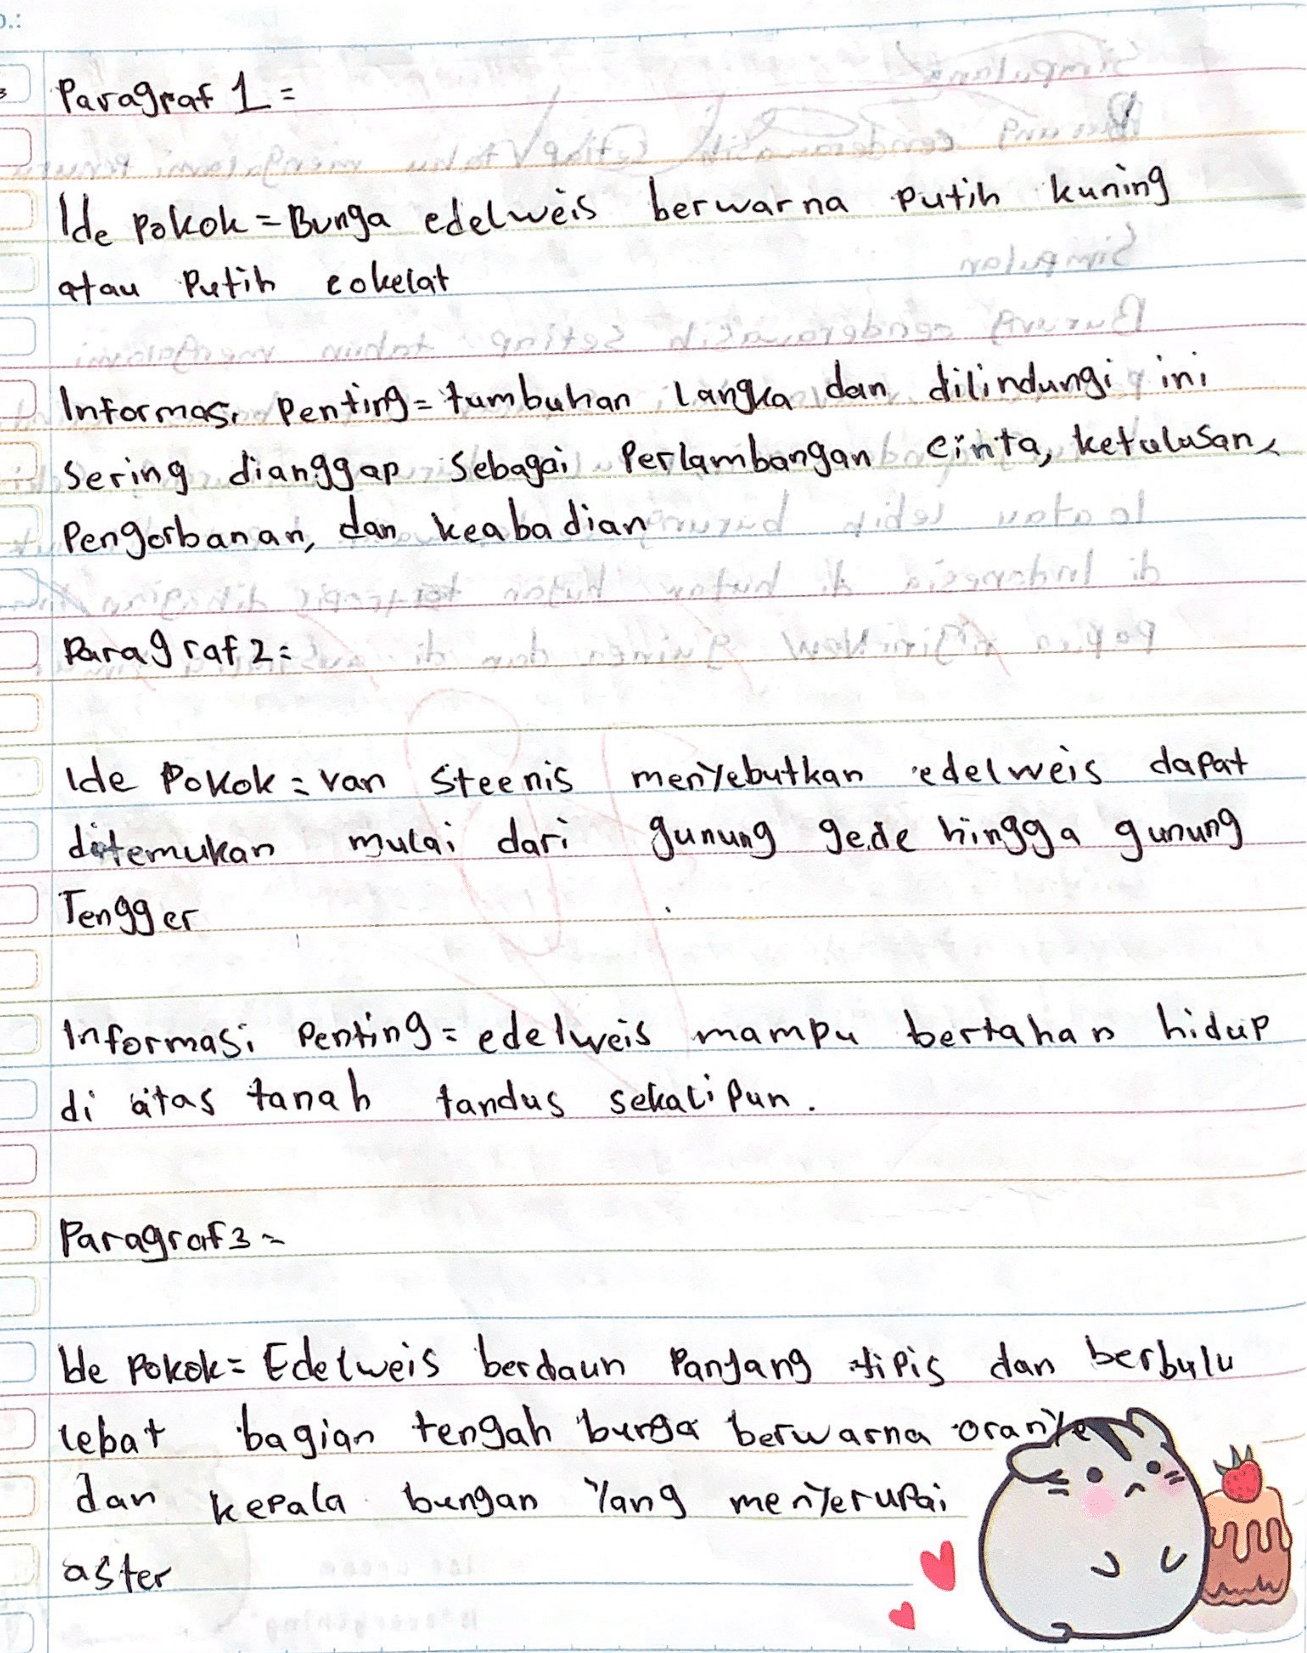 Paragraf 1 =
Ide Pokok = Bunga edelweis berwarna Putih kuning
atau Putih cokelat
Informasi Penting = tumbuhan Langka dan dilindungi ini
Sering dianggap Sebagai Perlambangan cinta, ketulusan,
Pengorbanan, dan keabadian
Paragraf 2 =
Ide Pokok = van Steenis menyebutkan edelweis dapat
ditemukan mulai dari gunung gede hingga gunung
Tengger
Informasi Penting = edelweis mampu bertahan hidup
di atas tanah tandus sekalipun.
Paragraf 3 =
Ide Pokok = Edelweis berdaun Panjang tipis dan berbulu
lebat bagian tengah bunga berwarna oranye
dan kepala bungan yang menyerupai
aster